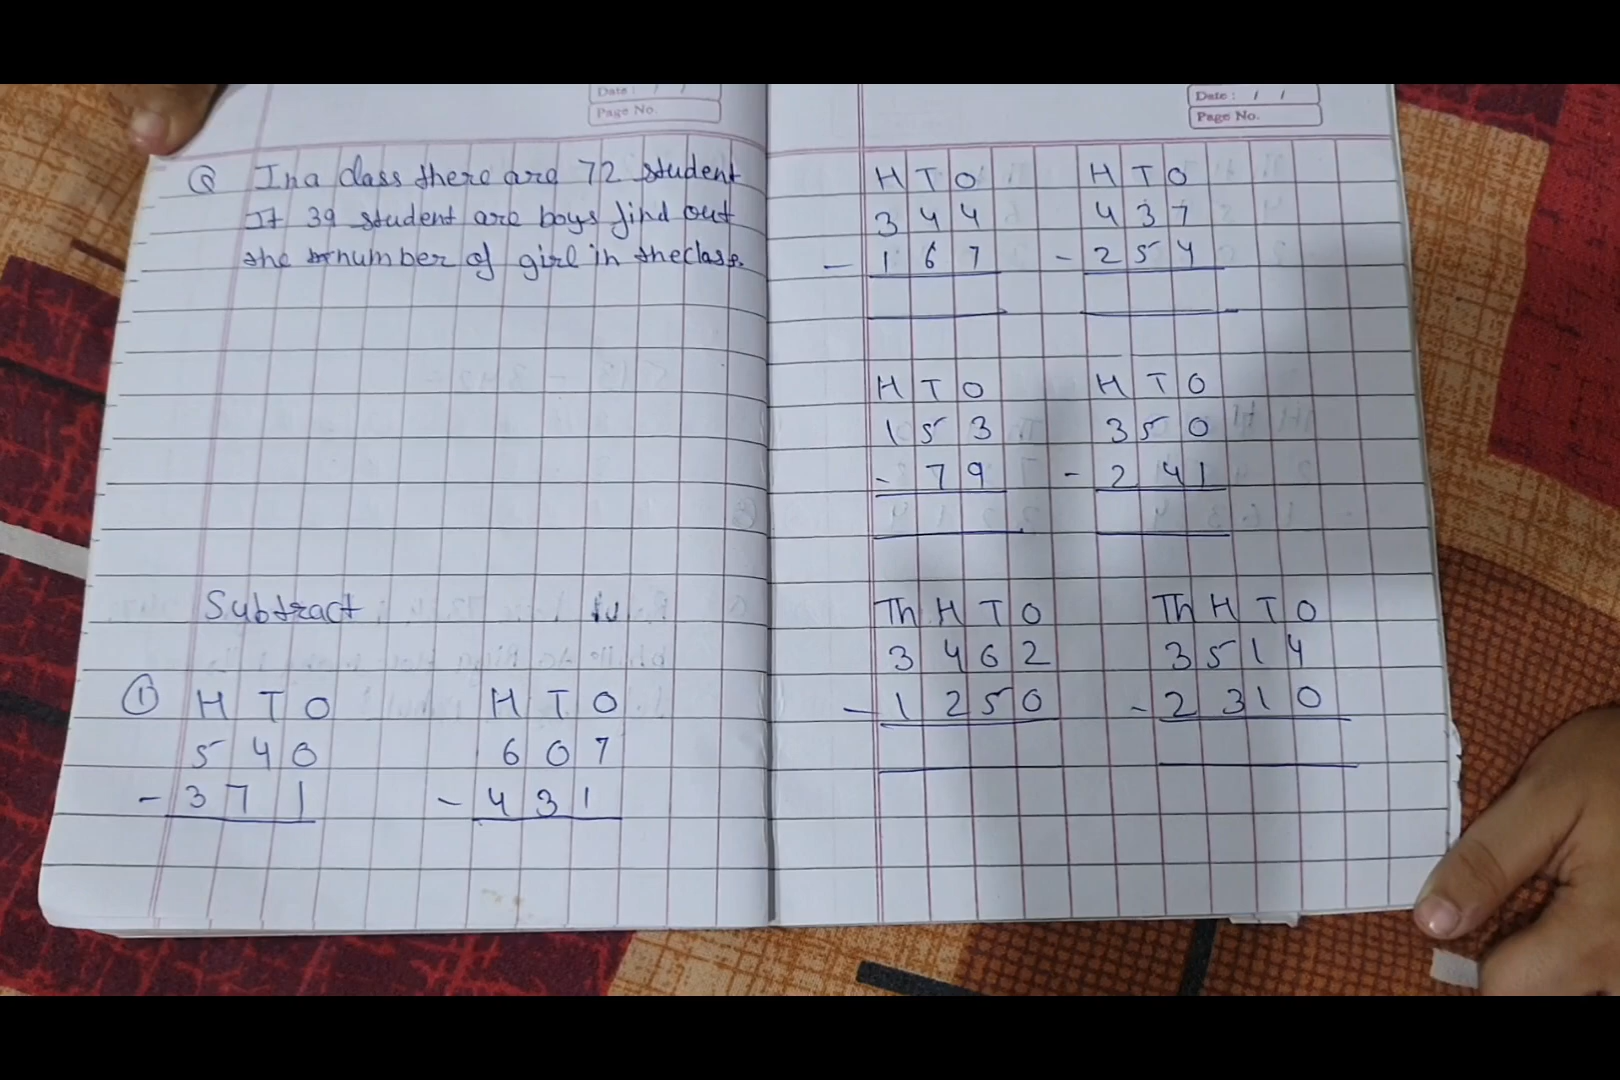 Date: / /
Page No.
Q In a class there are 72 student
If 39 student are boys find out
the number of girl in the class.
Subtract
① H T O H T O
5 4 0 6 0 7
- 3 7 1 - 4 3 1
Date: / /
Page No.
H T O H T O
3 4 4 4 3 7
- 1 6 7 - 2 5 4
H T O H T O
1 5 3 3 5 0
- 7 9 - 2 4 1
Th H T O Th H T O
3 4 6 2 3 5 1 4
- 1 2 5 0 - 2 3 1 0